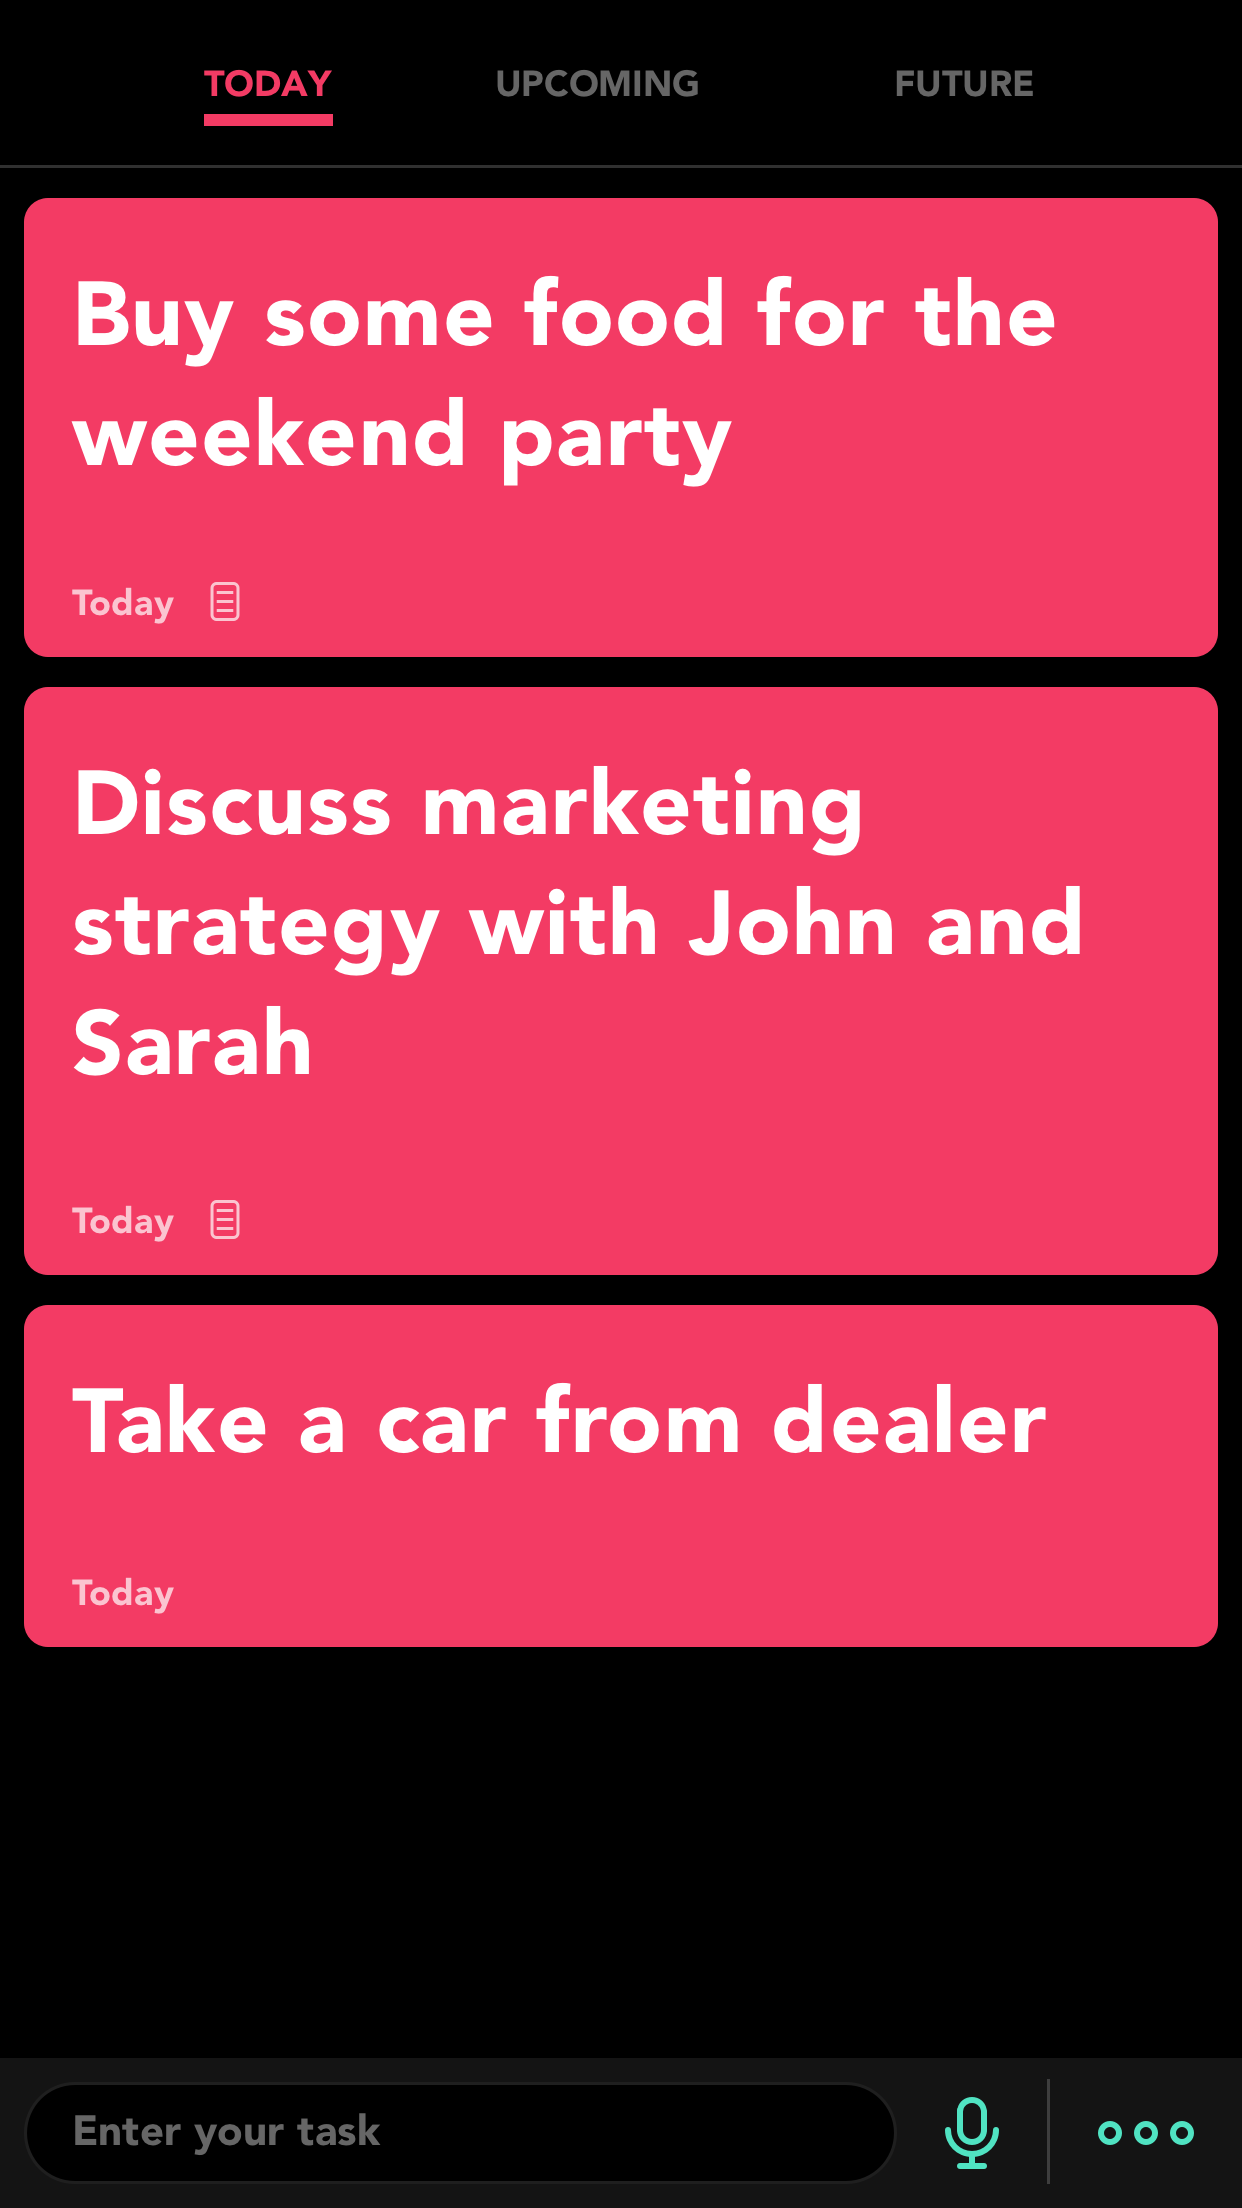 TODAY UPCOMING FUTURE
Buy some food for the
weekend party
Today
Discuss marketing
strategy with John and
Sarah
Today
Take a car from dealer
Today
Enter your task